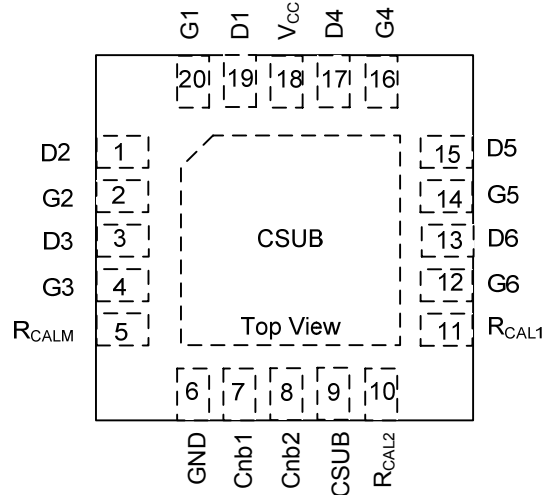 G1 D1 VCC D4 G4
20 19 18 17 16
D2 1 15 D5
G2 2 14 G5
D3 3 CSUB 13 D6
G3 4 12 G6
RCALM 5 Top View 11 RCAL1
6 7 8 9 10
GND Cnb1 Cnb2 CSUB RCAL2